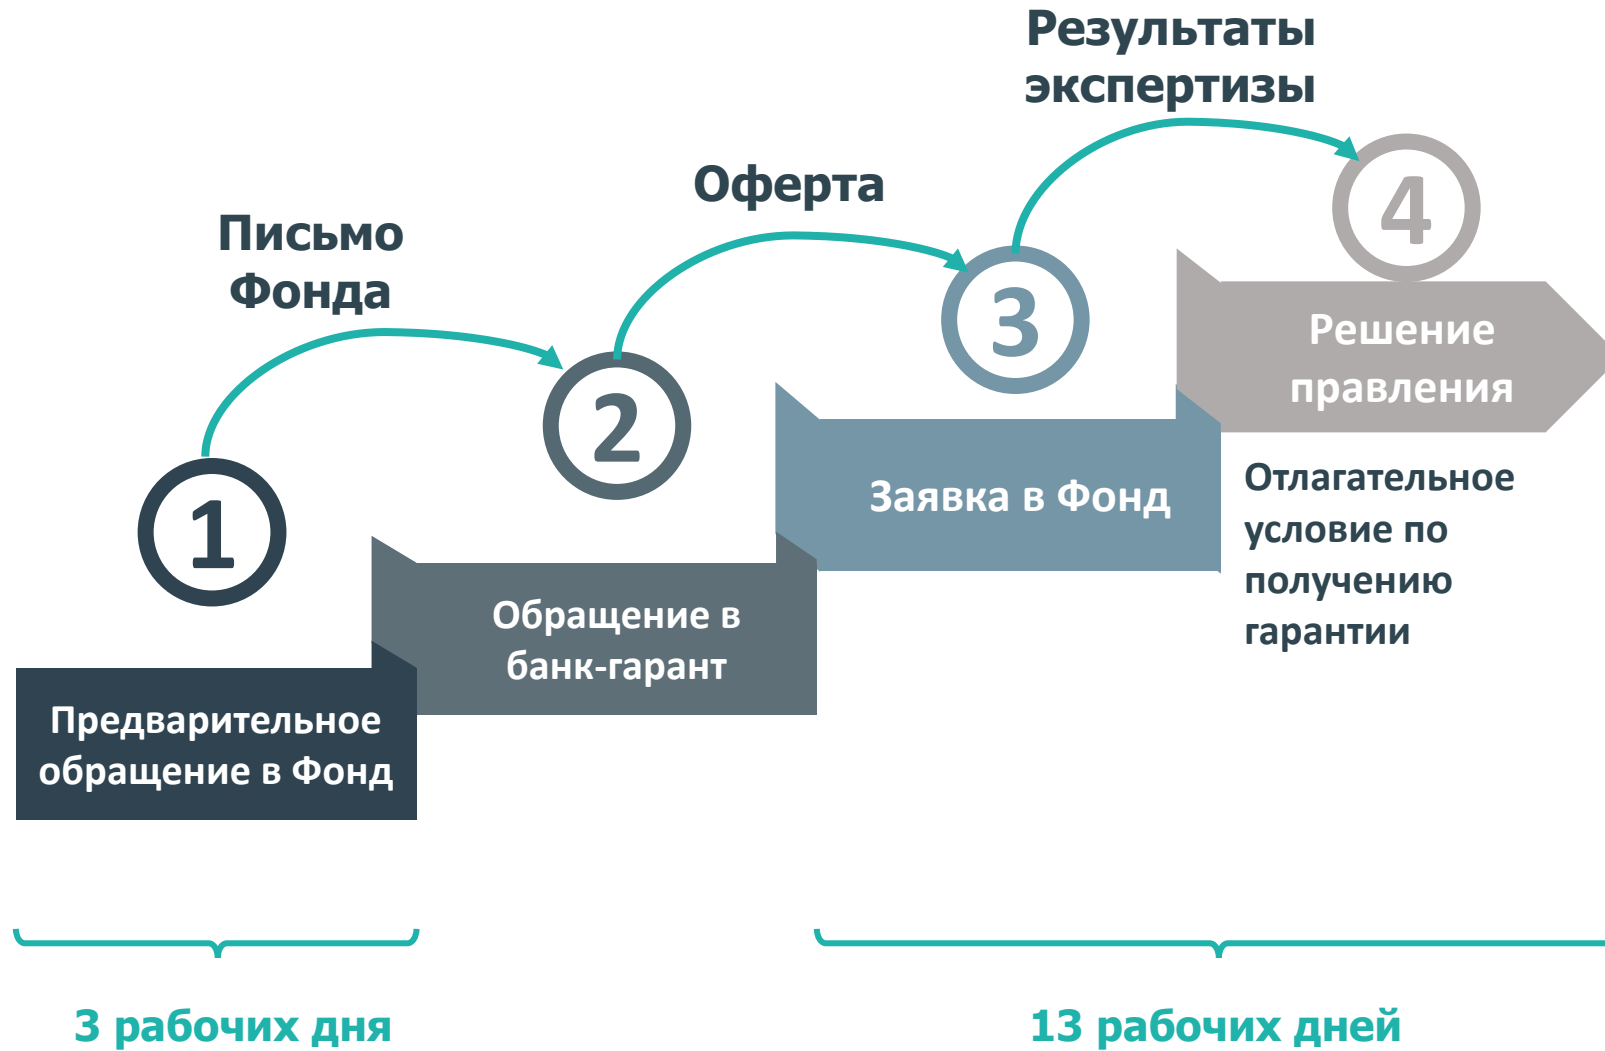 Результаты
экспертизы
4
Оферта
Письмо
Фонда
3
Решение
правления
2
Заявка в Фонд
Отлагательное
условие по
получению
гарантии
1
Обращение в
банк-гарант
Предварительное
обращение в Фонд
3 рабочих дня
13 рабочих дней